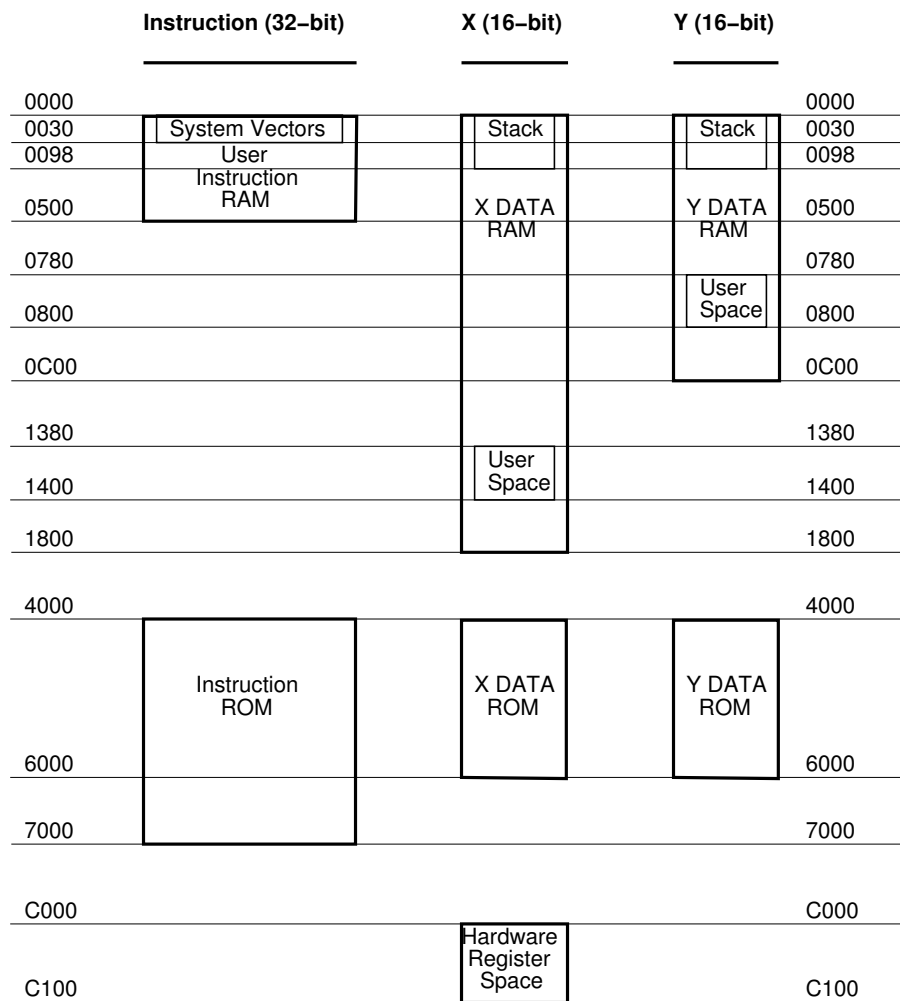 Instruction (32−bit) X (16−bit) Y (16−bit)
0000 0000
0030 System Vectors Stack Stack 0030
0098 User 0098
Instruction
RAM
0500 X DATA Y DATA 0500
RAM RAM
0780 0780
User
Space
0800 0800
0C00 0C00
1380 1380
User
Space
1400 1400
1800 1800
4000 4000
Instruction X DATA Y DATA
ROM ROM ROM
6000 6000
7000 7000
C000 C000
Hardware
Register
Space
C100 C100